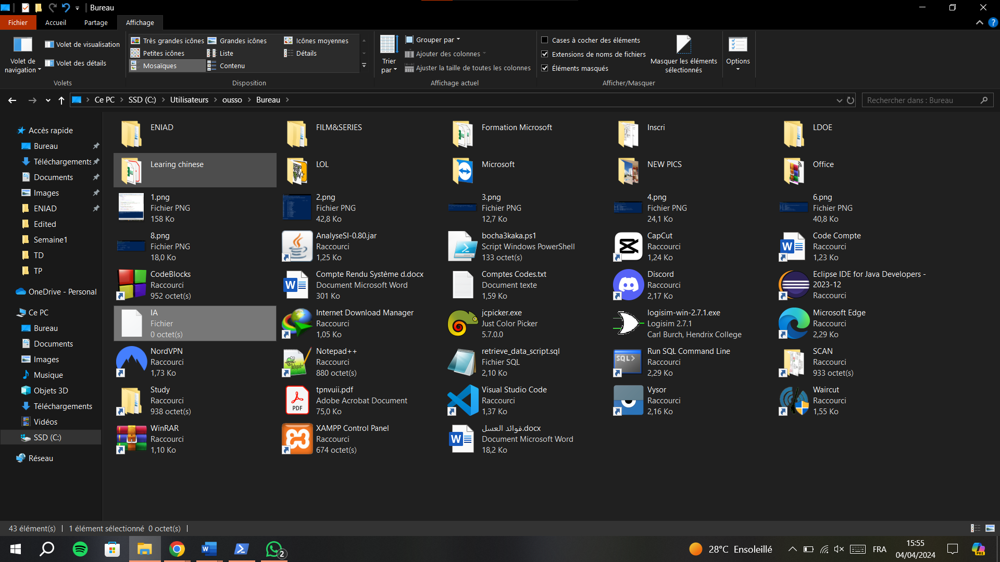 Bureau
Fichier Accueil Partage Affichage
Volet de navigation
Volet de visualisation
Volet des détails
Volets
Très grandes icônes Grandes icônes Icônes moyennes
Petites icônes Liste Détails
Mosaïques Contenu
Disposition
Trier par
Grouper par
Ajouter des colonnes
Ajuster la taille de toutes les colonnes
Affichage actuel
Cases à cocher des éléments
Extensions de noms de fichiers
Éléments masqués
Masquer les éléments sélectionnés
Afficher/Masquer
Options
Ce PC SSD (C:) Utilisateurs ousso Bureau
Rechercher dans : Bureau
Accès rapide
Bureau
Téléchargements
Documents
Images
ENIAD
Edited
Semaine1
TD
TP
OneDrive - Personal
Ce PC
Bureau
Documents
Images
Musique
Objets 3D
Téléchargements
Vidéos
SSD (C:)
Réseau
ENIAD
FILM&SERIES
Formation Microsoft
Inscri
LDOE
Learing chinese
LOL
Microsoft
NEW PICS
Office
1.png
Fichier PNG
158 Ko
2.png
Fichier PNG
42,8 Ko
3.png
Fichier PNG
12,7 Ko
4.png
Fichier PNG
24,1 Ko
6.png
Fichier PNG
40,8 Ko
8.png
Fichier PNG
18,0 Ko
AnalyseSI-0.80.jar
Raccourci
1,25 Ko
bocha3kaka.ps1
Script Windows PowerShell
133 octet(s)
CapCut
Raccourci
1,24 Ko
Code Compte
Raccourci
1,23 Ko
CodeBlocks
Raccourci
952 octet(s)
Compte Rendu Système d.docx
Document Microsoft Word
301 Ko
Comptes Codes.txt
Document texte
1,59 Ko
Discord
Raccourci
2,17 Ko
Eclipse IDE for Java Developers - 
2023-12
Raccourci
IA
Fichier
0 octet(s)
Internet Download Manager
Raccourci
1,05 Ko
jcpicker.exe
Just Color Picker
5.7.0.0
logisim-win-2.7.1.exe
Logisim 2.7.1
Carl Burch, Hendrix College
Microsoft Edge
Raccourci
2,29 Ko
NordVPN
Raccourci
1,73 Ko
Notepad++
Raccourci
880 octet(s)
retrieve_data_script.sql
Fichier SQL
2,10 Ko
SQL>
Run SQL Command Line
Raccourci
2,29 Ko
SCAN
Raccourci
933 octet(s)
Study
Raccourci
938 octet(s)
PDF
tpnvuii.pdf
Adobe Acrobat Document
75,0 Ko
Visual Studio Code
Raccourci
1,37 Ko
Vysor
Raccourci
2,16 Ko
Waircut
Raccourci
1,55 Ko
WinRAR
Raccourci
1,10 Ko
XAMPP Control Panel
Raccourci
674 octet(s)
فوائد العسل.docx
Document Microsoft Word
18,2 Ko
43 élément(s) 1 élément sélectionné 0 octet(s)
2
28°C Ensoleillé
FRA
15:55
04/04/2024
PRE